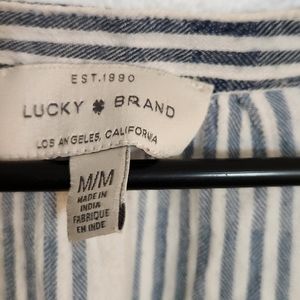 EST. 1990
LUCKY BRAND
LOS ANGELES, CALIFORNIA
M/M
MADE IN
INDIA
FABRIQUE
EN INDE